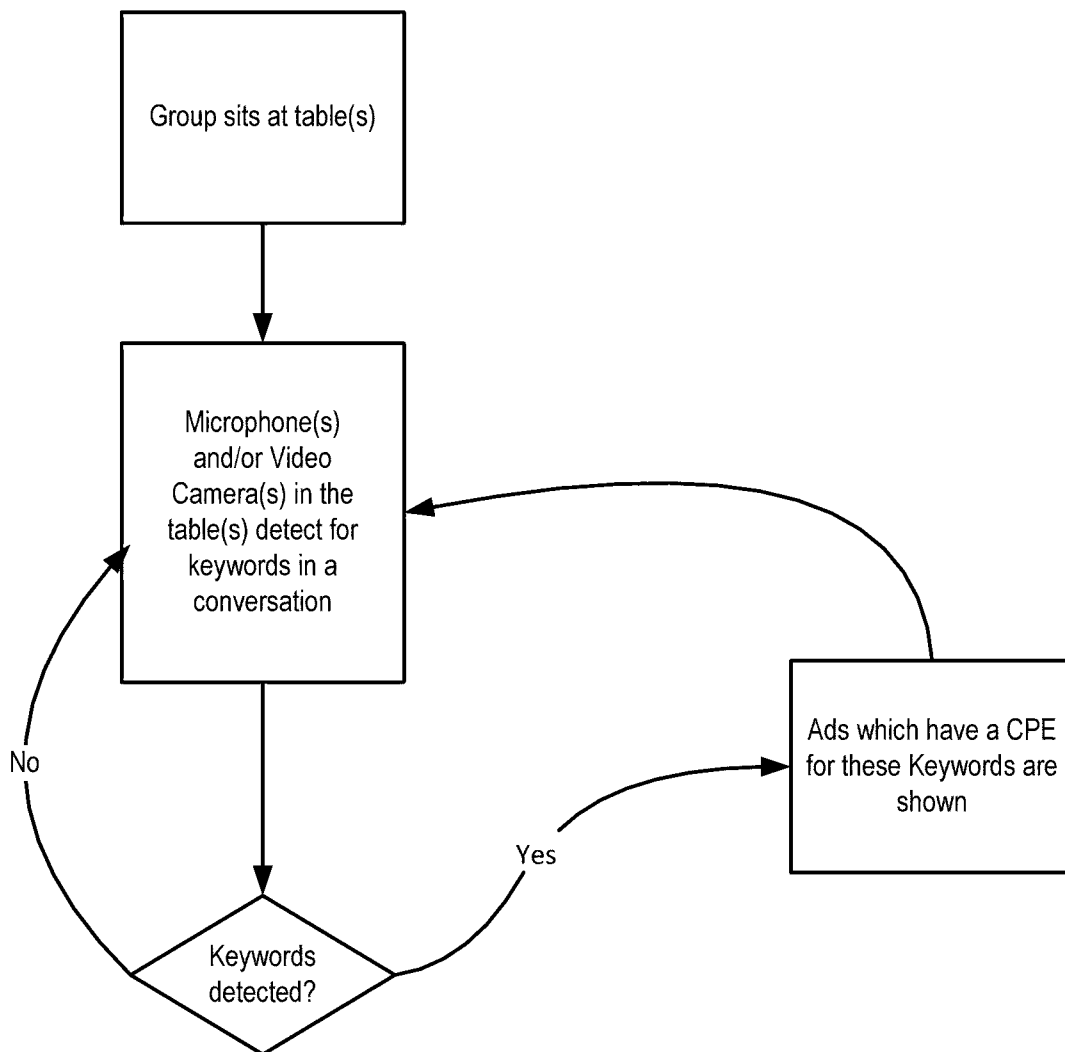 Group sits at table(s)
Microphone(s)
and/or Video
Camera(s) in the
table(s) detect for
keywords in a
conversation
No
Ads which have a CPE
for these Keywords are
shown
Yes
Keywords
detected?